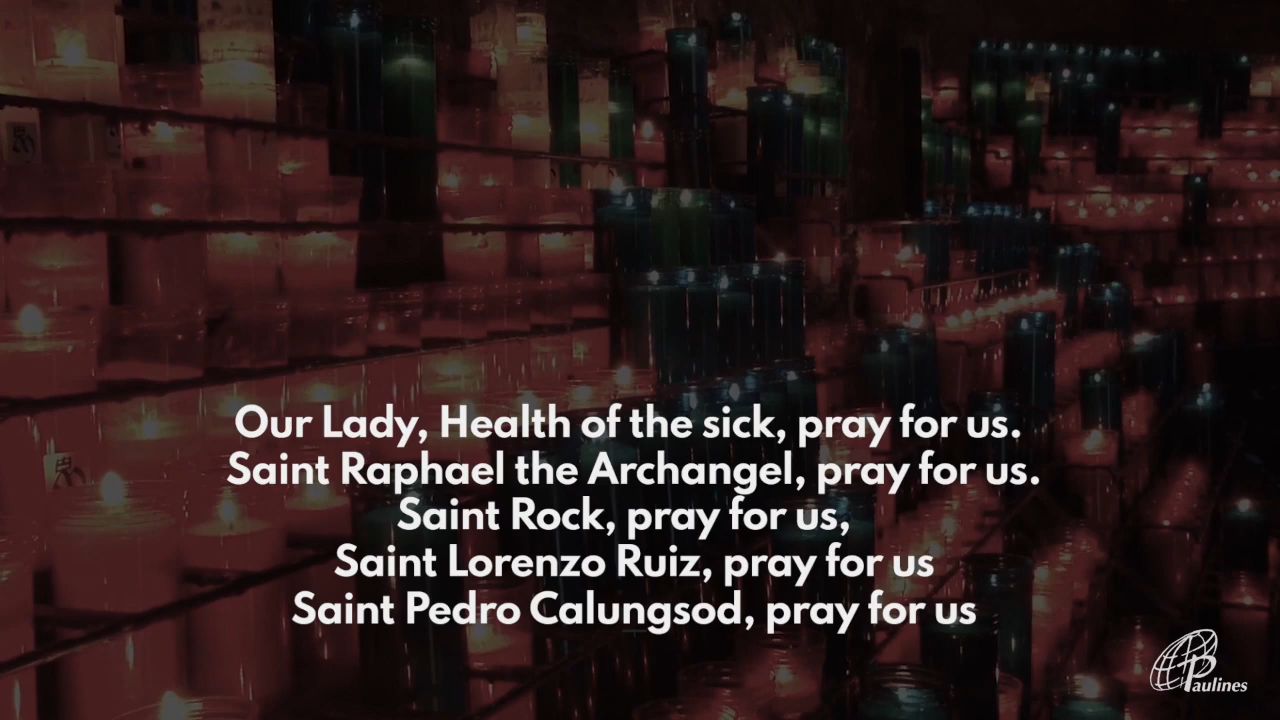 Our Lady, Health of the sick, pray for us.
Saint Raphael the Archangel, pray for us.
Saint Rock, pray for us,
Saint Lorenzo Ruiz, pray for us
Saint Pedro Calungsod, pray for us
Paulines